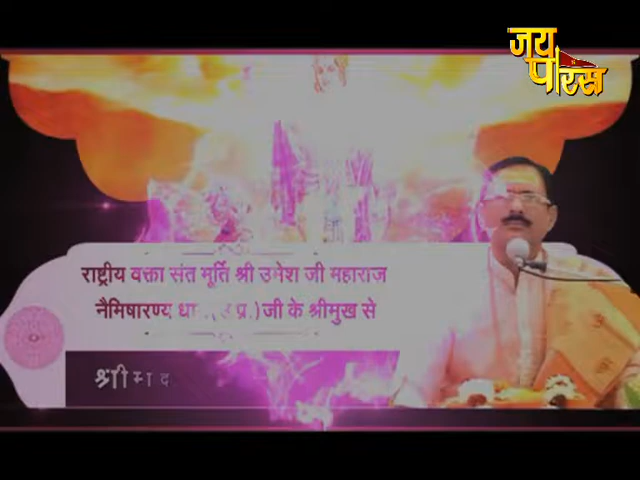 जय
पारस
राष्ट्रीय वक्ता संत मूर्ति श्री उमेश जी महाराज
नैमिषारण्य प्र.)जी के श्रीमुख से